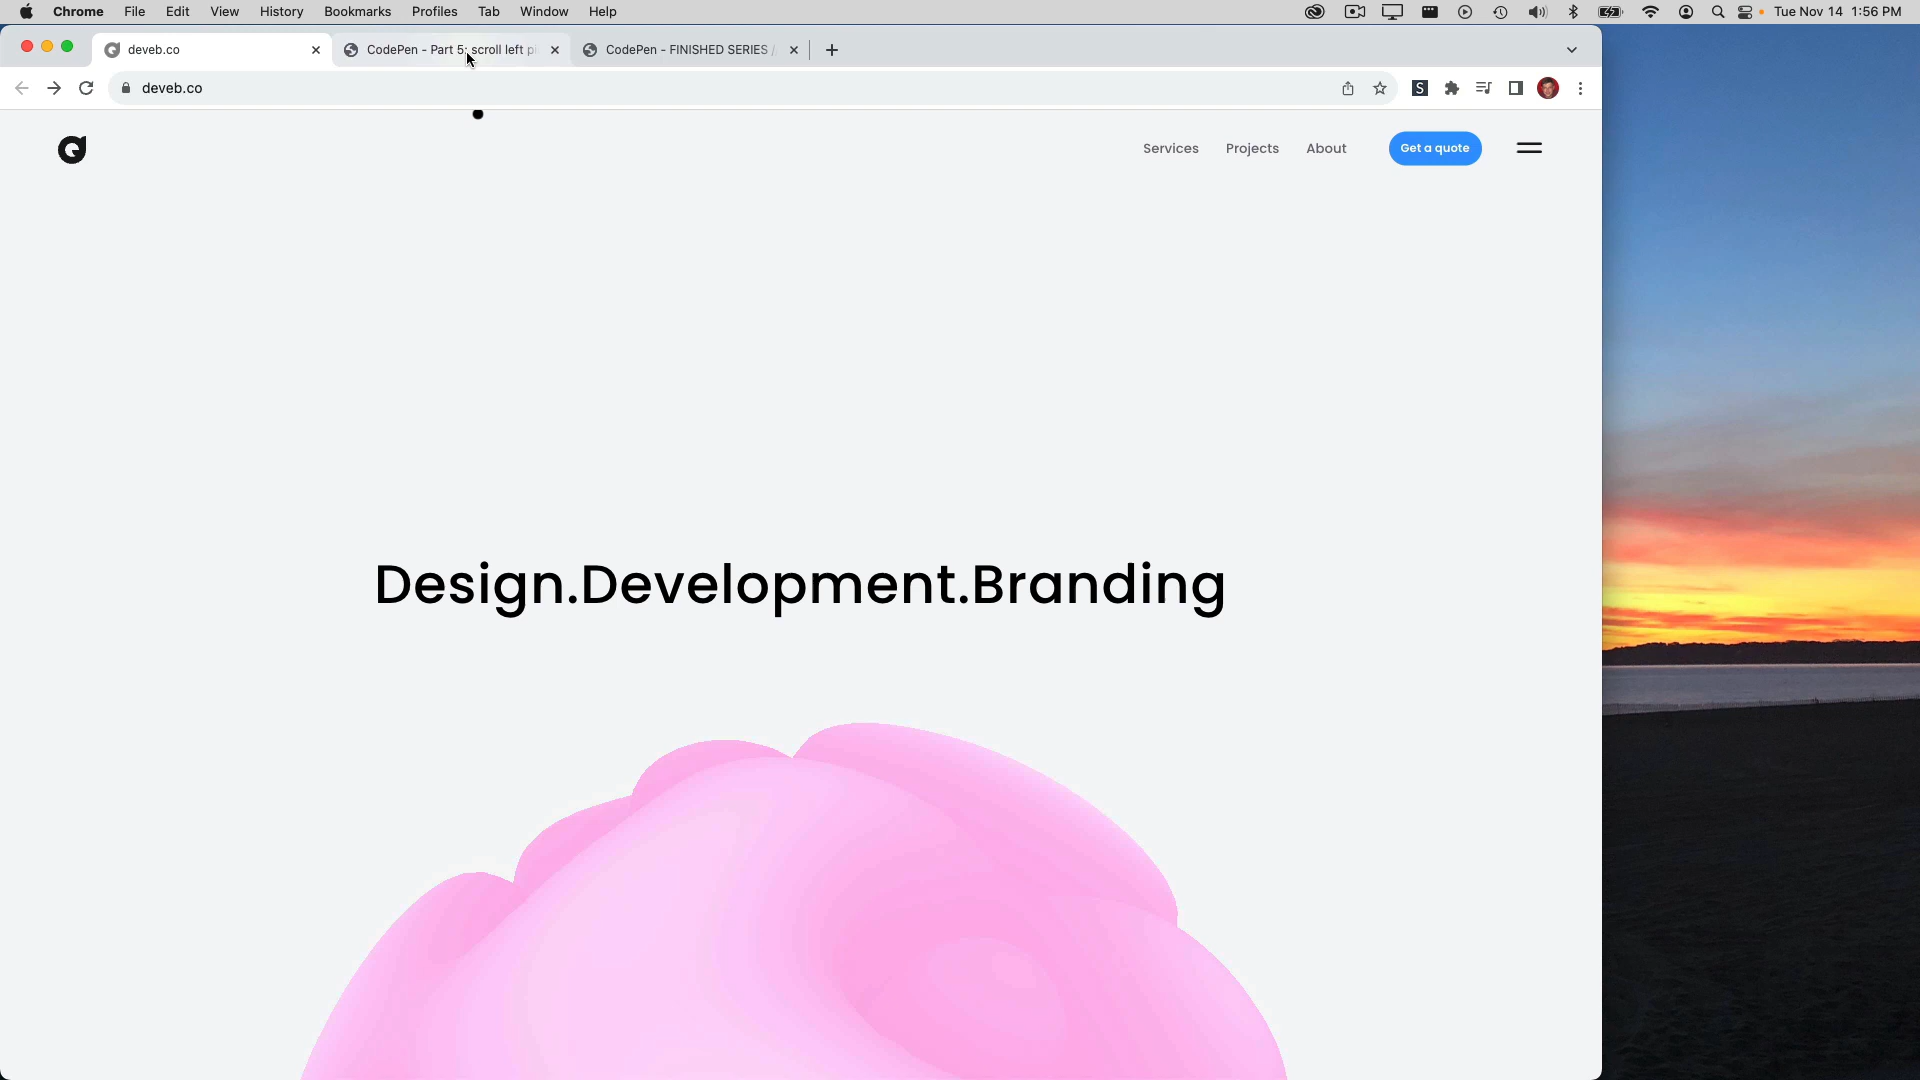 Chrome File Edit View History Bookmarks Profiles Tab Window Help Tue Nov 14 1:56 PM
deveb.co CodePen - Part 5: scroll left CodePen - FINISHED SERIES
deveb.co S
Services Projects About Get a quote
Design.Development.Branding